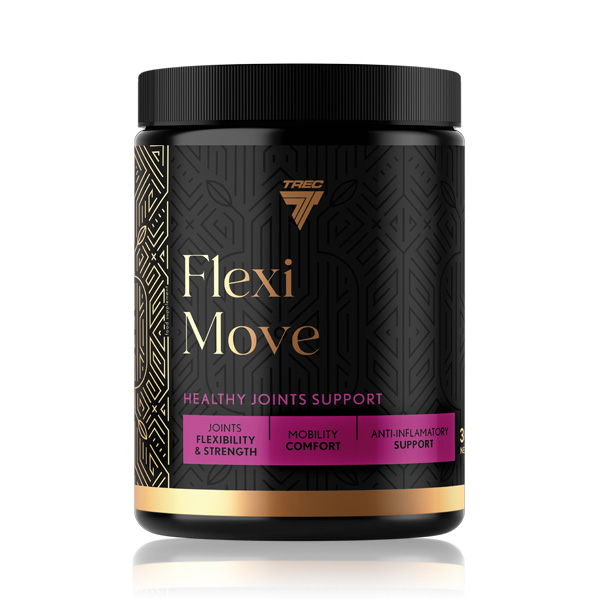 TREC
Flexi
Move
HEALTHY JOINTS SUPPORT
JOINTS
FLEXIBILITY
& STRENGTH
MOBILITY
COMFORT
ANTI-INFLAMATORY
SUPPORT